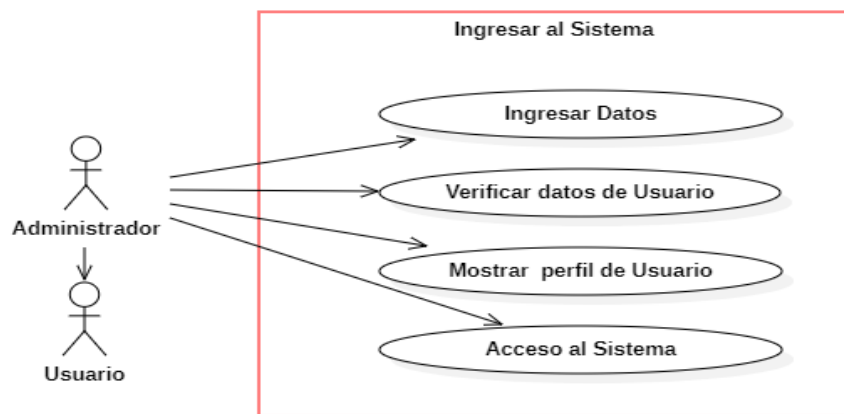 Ingresar al Sistema
Ingresar Datos
Verificar datos de Usuario
Administrador
Mostrar perfil de Usuario
Acceso al Sistema
Usuario